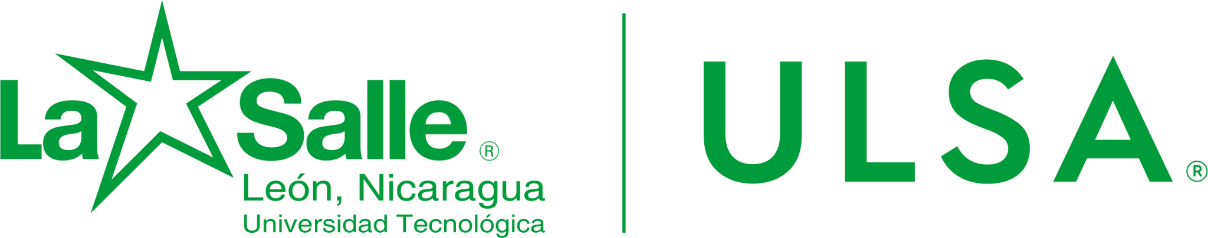 La Salle ®
León, Nicaragua
Universidad Tecnológica
ULSA ®